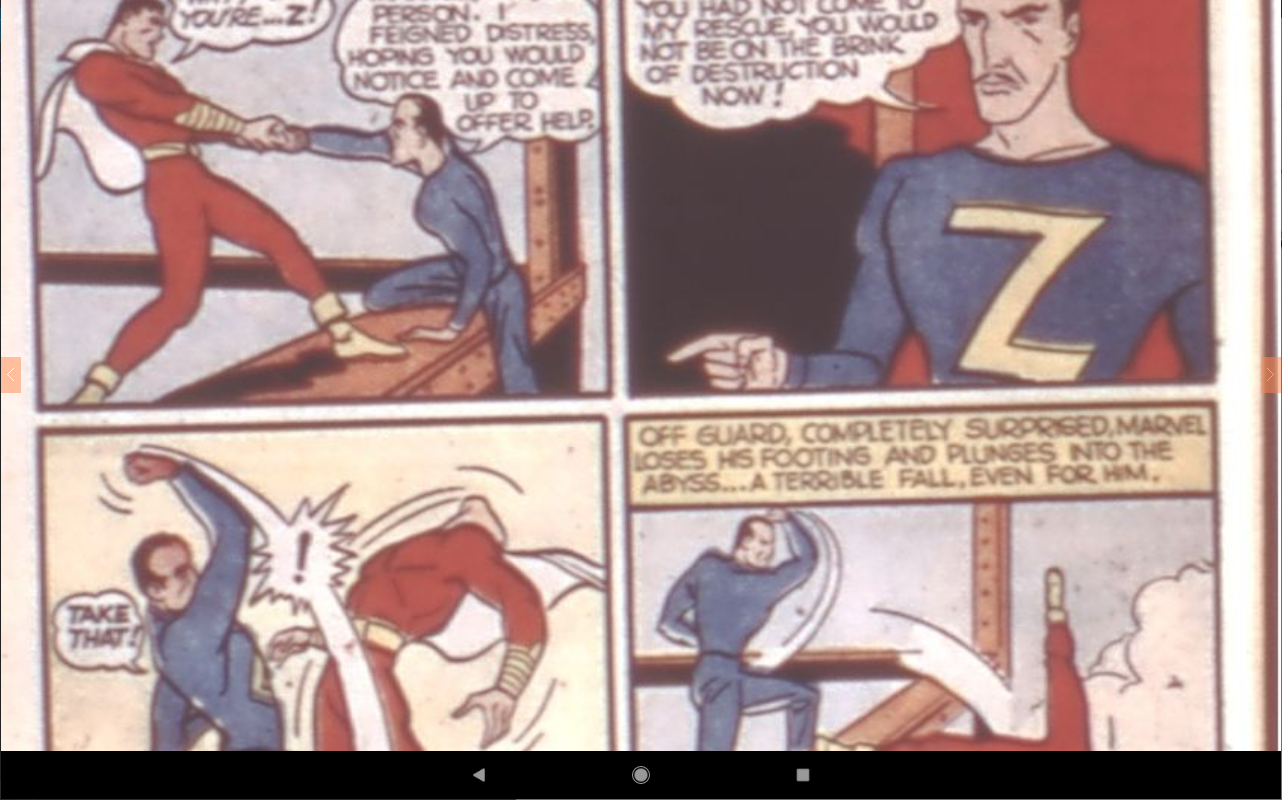 YOU'RE...Z!
PERSON. I
FEIGNED DISTRESS,
HOPING YOU WOULD
NOTICE AND COME
UP TO
OFFER HELP.
YOU HAD NOT COME TO
MY RESCUE, YOU WOULD
NOT BE ON THE BRINK
OF DESTRUCTION
NOW!
Z
TAKE
THAT!
!
OFF GUARD, COMPLETELY SURPRISED, MARVEL
LOSES HIS FOOTING AND PLUNGES INTO THE
ABYSS...A TERRIBLE FALL, EVEN FOR HIM.